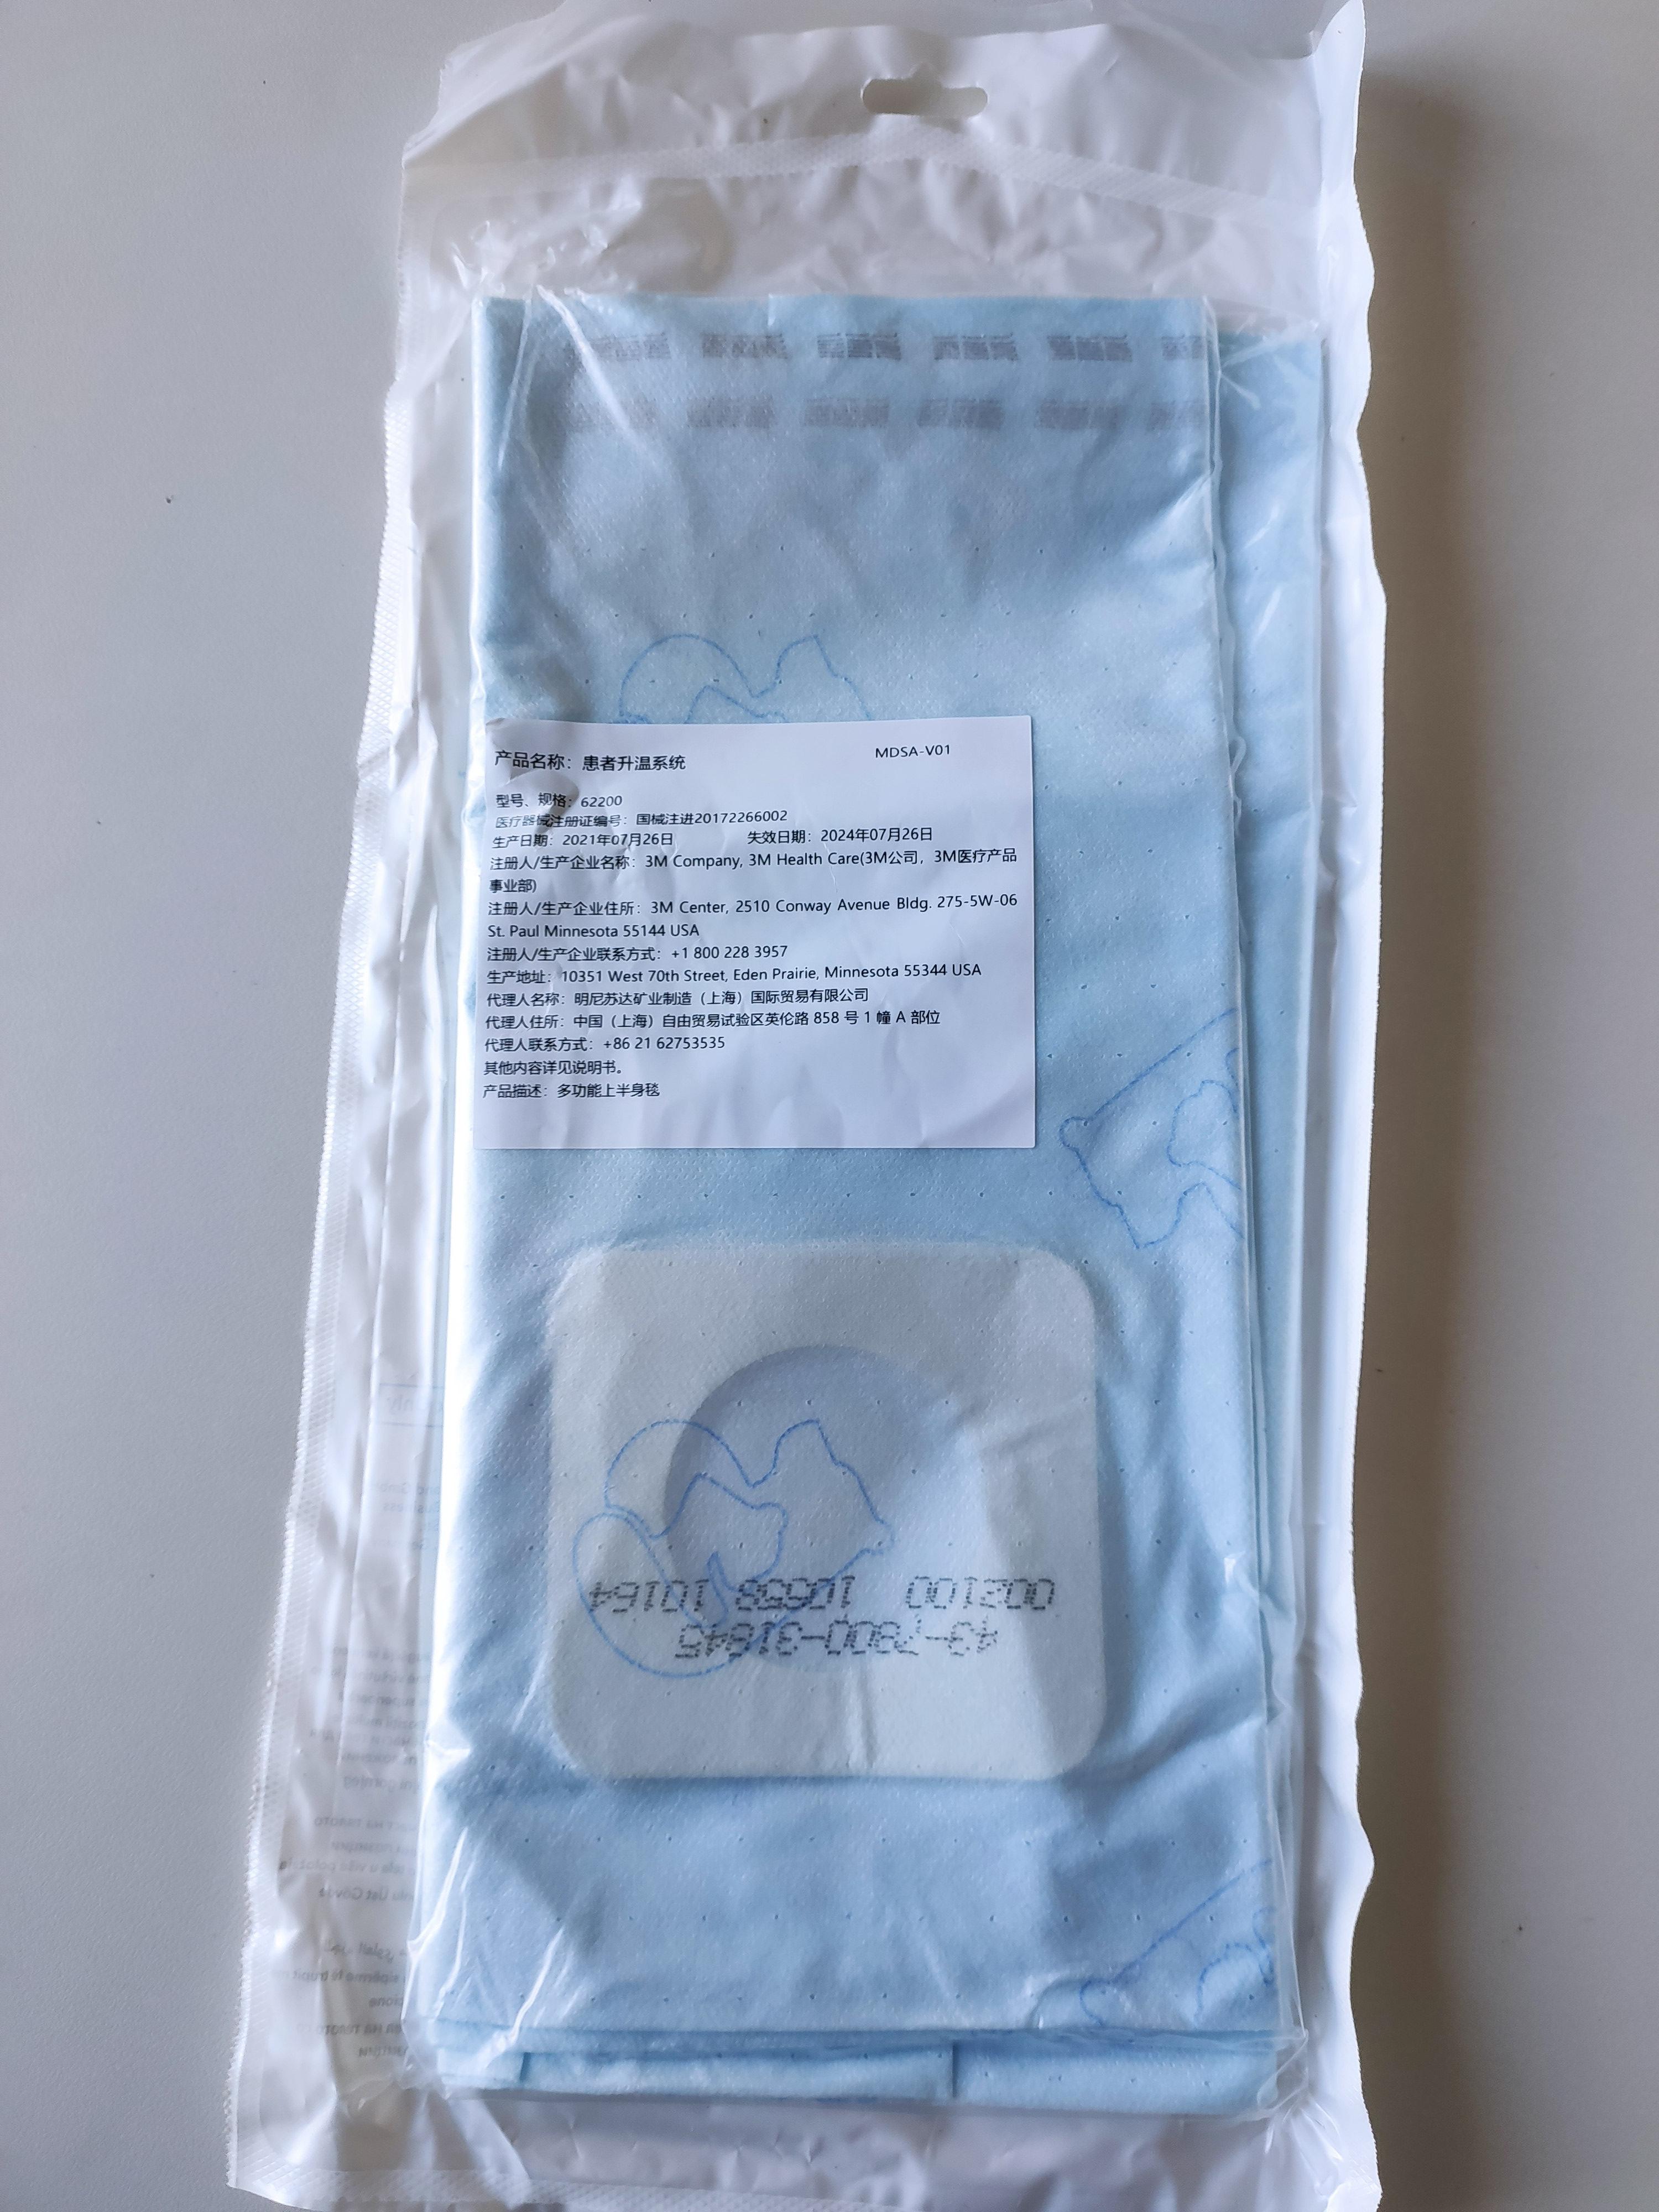 产品名称：患者升温系统 MDSA-V01
型号、规格：62200
医疗器械注册证编号：国械注进20172266002
生产日期：2021年07月26日 失效日期：2024年07月26日
注册人/生产企业名称：3M Company, 3M Health Care(3M公司，3M医疗产品
事业部)
注册人/生产企业住所：3M Center, 2510 Conway Avenue Bldg. 275-5W-06
St. Paul Minnesota 55144 USA
注册人/生产企业联系方式：+1 800 228 3957
生产地址：10351 West 70th Street, Eden Prairie, Minnesota 55344 USA
代理人名称：明尼苏达矿业制造（上海）国际贸易有限公司
代理人住所：中国（上海）自由贸易试验区英伦路 858 号 1 幢 A 部位
代理人联系方式：+86 21 62753535
其他内容详见说明书。
产品描述：多功能上半身毯
43-7800-31845
001200 10558 10164